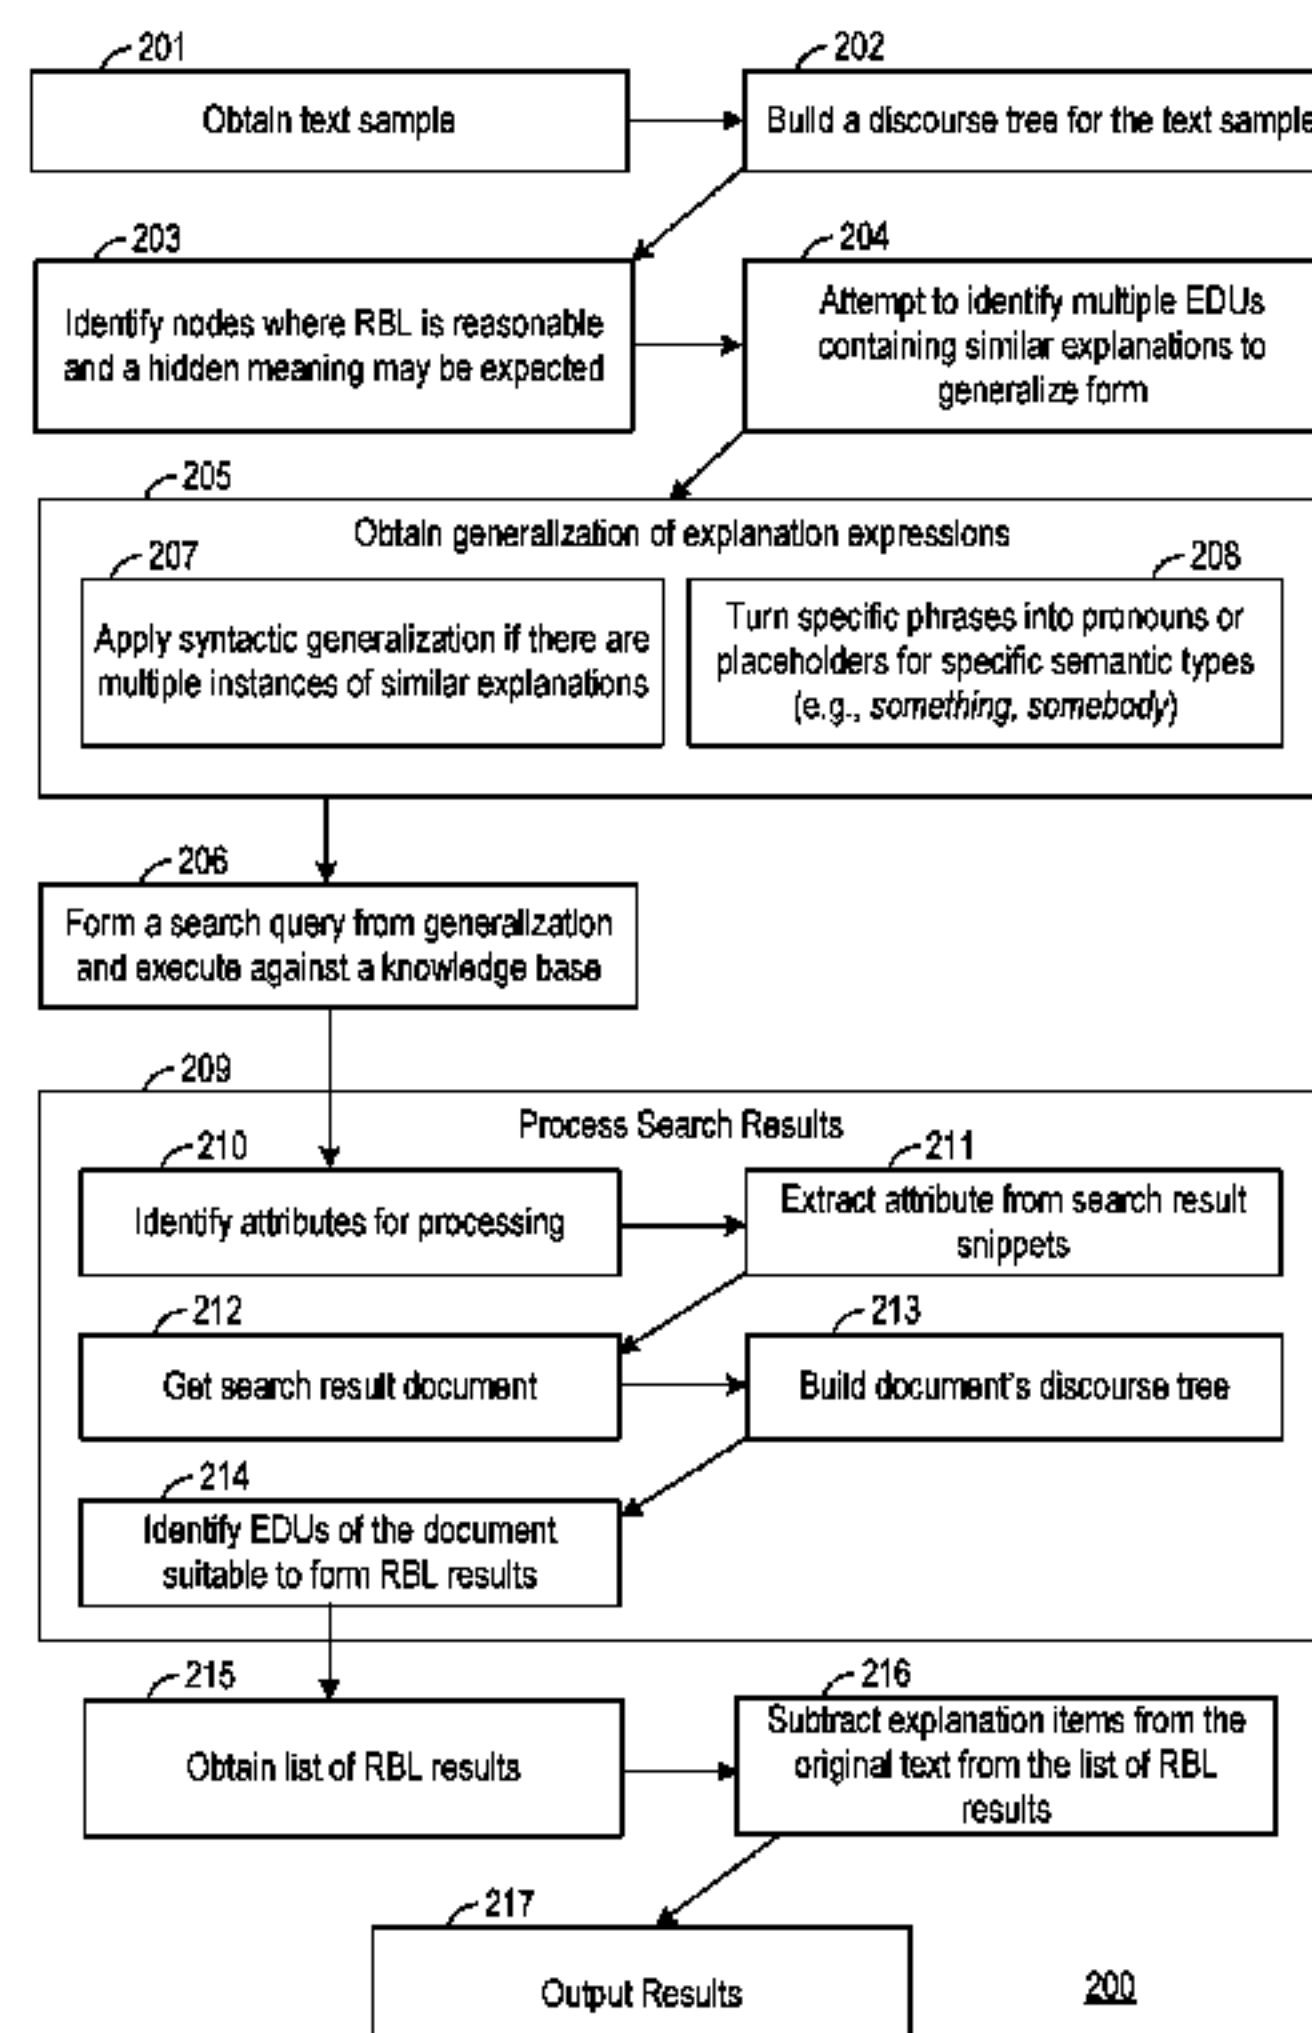 201
Obtain text sample
202
Build a discourse tree for the text sample
203
Identify nodes where RBL is reasonable
and a hidden meaning may be expected
204
Attempt to identify multiple EDUs
containing similar explanations to
generalize form
205
Obtain generalization of explanation expressions
207
Apply syntactic generalization if there are
multiple instances of similar explanations
208
Turn specific phrases into pronouns or
placeholders for specific semantic types
(e.g., something, somebody)
206
Form a search query from generalization
and execute against a knowledge base
209
Process Search Results
210
Identify attributes for processing
211
Extract attribute from search result
snippets
212
Get search result document
213
Build document's discourse tree
214
Identify EDUs of the document
suitable to form RBL results
215
Obtain list of RBL results
216
Subtract explanation items from the
original text from the list of RBL
results
217
Output Results
200